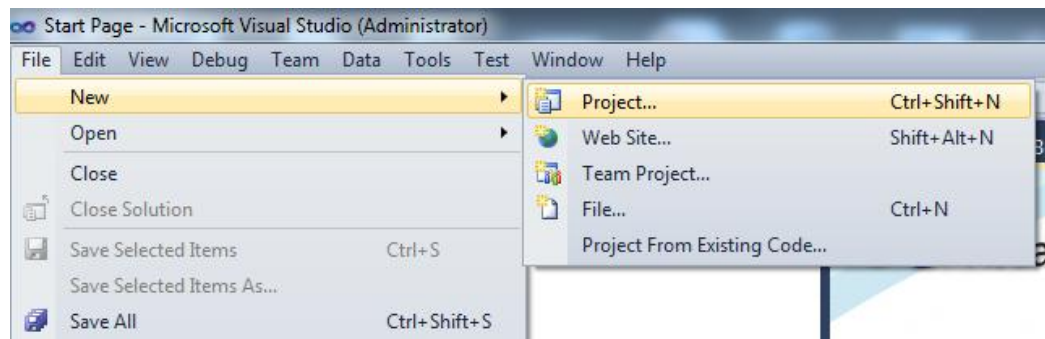 Start Page - Microsoft Visual Studio (Administrator)
File Edit View Debug Team Data Tools Test Window Help
New
Open
Close
Close Solution
Save Selected Items Ctrl+S
Save Selected Items As...
Save All Ctrl+Shift+S
Project... Ctrl+Shift+N
Web Site... Shift+Alt+N
Team Project...
File... Ctrl+N
Project From Existing Code...